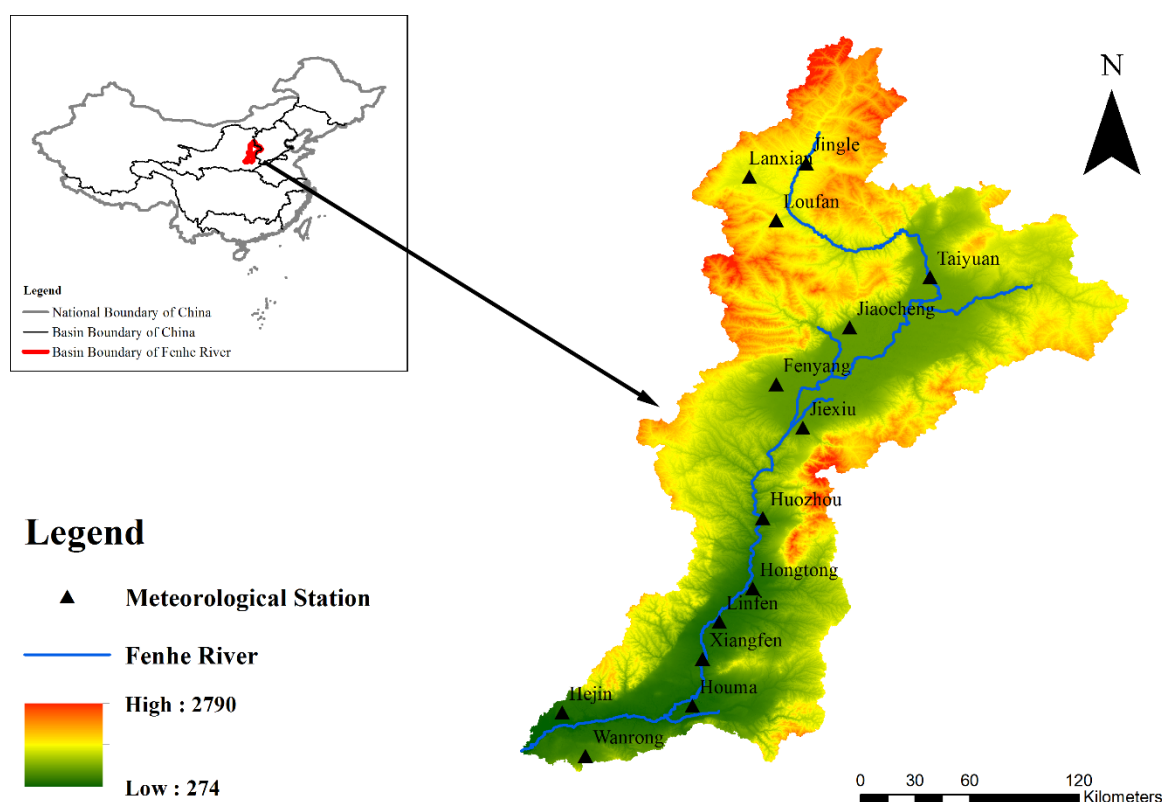 Legend
National Boundary of China
Basin Boundary of China
Basin Boundary of Fenhe River
N
Jingle
Lanxian
Loufan
Taiyuan
Jiaocheng
Fenyang
Jiexiu
Huozhou
Hongtong
Linfen
Xiangfen
Houma
Hejin
Wanrong
Legend
Meteorological Station
Fenhe River
High : 2790
Low : 274
0 30 60 120
Kilometers